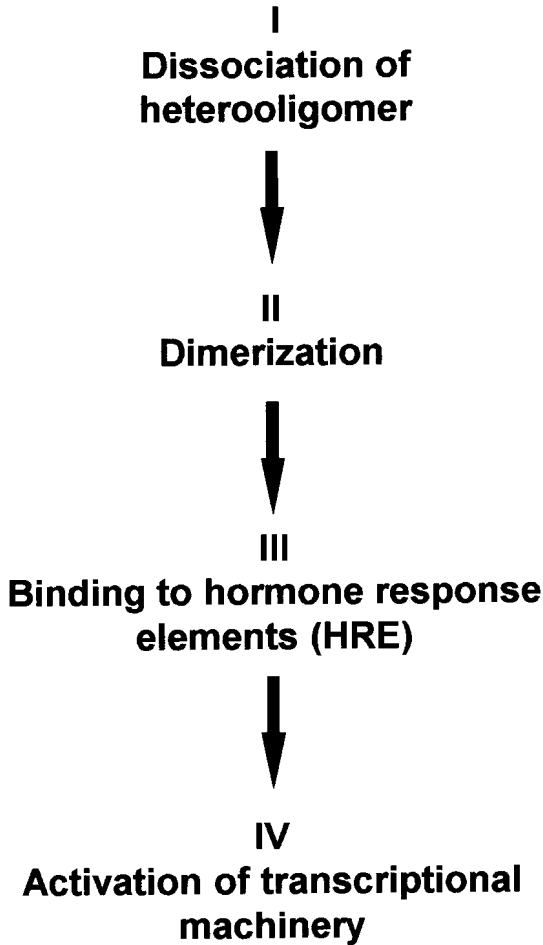 I
Dissociation of
heterooligomer
II
Dimerization
III
Binding to hormone response
elements (HRE)
IV
Activation of transcriptional
machinery